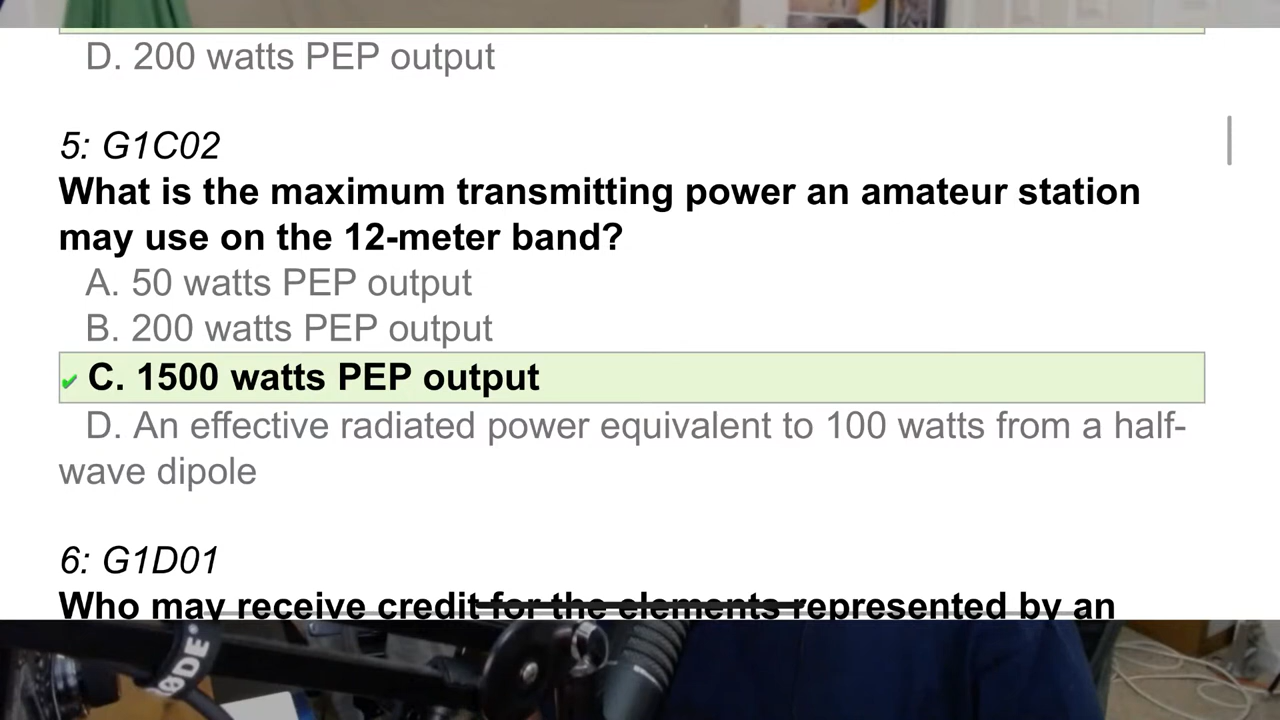 D. 200 watts PEP output
5: G1C02
What is the maximum transmitting power an amateur station
may use on the 12-meter band?
A. 50 watts PEP output
B. 200 watts PEP output
✔ C. 1500 watts PEP output
D. An effective radiated power equivalent to 100 watts from a half-
wave dipole
6: G1D01
Who may receive credit for the elements represented by an